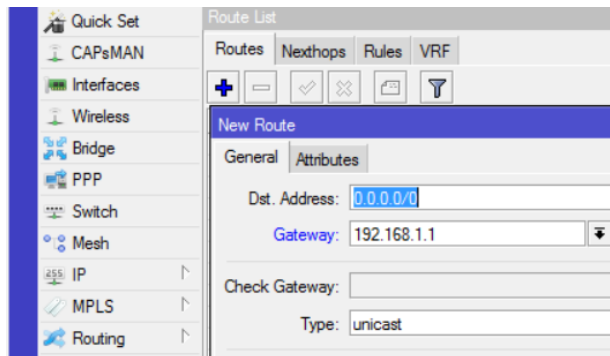 Quick Set
CAPsMAN
Interfaces
Wireless
Bridge
PPP
Switch
Mesh
255 IP
MPLS
Routing
Route List
Routes Nexthops Rules VRF
New Route
General Attributes
Dst. Address: 0.0.0.0/0
Gateway: 192.168.1.1
Check Gateway:
Type: unicast